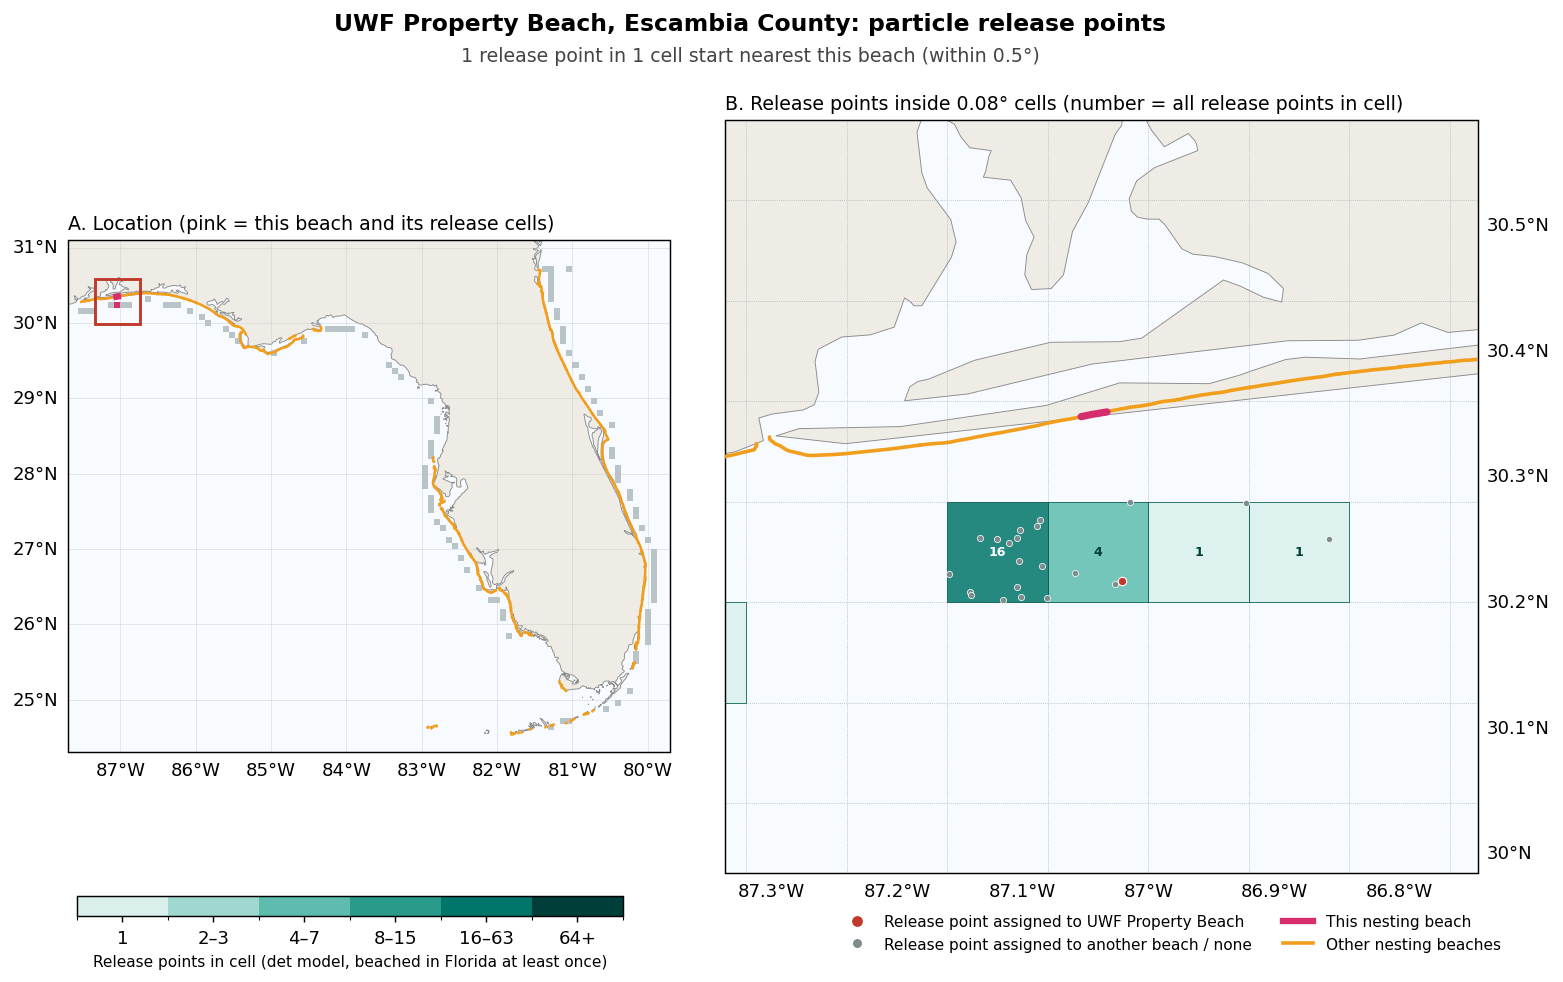 UWF Property Beach, Escambia County: particle release points
1 release point in 1 cell start nearest this beach (within 0.5°)
A. Location (pink = this beach and its release cells)
31°N
30°N
29°N
28°N
27°N
26°N
25°N
87°W 86°W 85°W 84°W 83°W 82°W 81°W 80°W
1 2–3 4–7 8–15 16–63 64+
Release points in cell (det model, beached in Florida at least once)
B. Release points inside 0.08° cells (number = all release points in cell)
16 4 1 1
30.5°N
30.4°N
30.3°N
30.2°N
30.1°N
30°N
87.3°W 87.2°W 87.1°W 87°W 86.9°W 86.8°W
Release point assigned to UWF Property Beach
Release point assigned to another beach / none
This nesting beach
Other nesting beaches